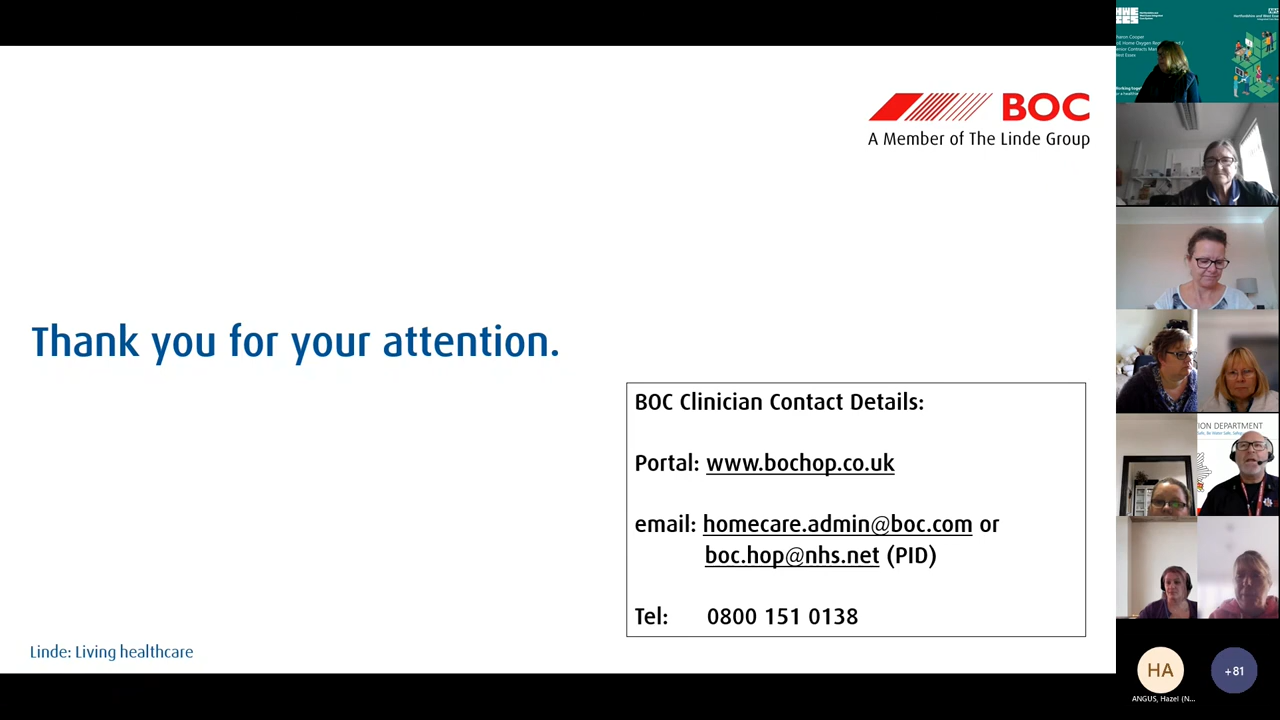 BOC
A Member of The Linde Group
Thank you for your attention.
BOC Clinician Contact Details:
Portal: www.bochop.co.uk
email: homecare.admin@boc.com or
boc.hop@nhs.net (PID)
Tel: 0800 151 0138
Linde: Living healthcare
ION DEPARTMENT
HA
+81
ANGUS, Hazel (N...